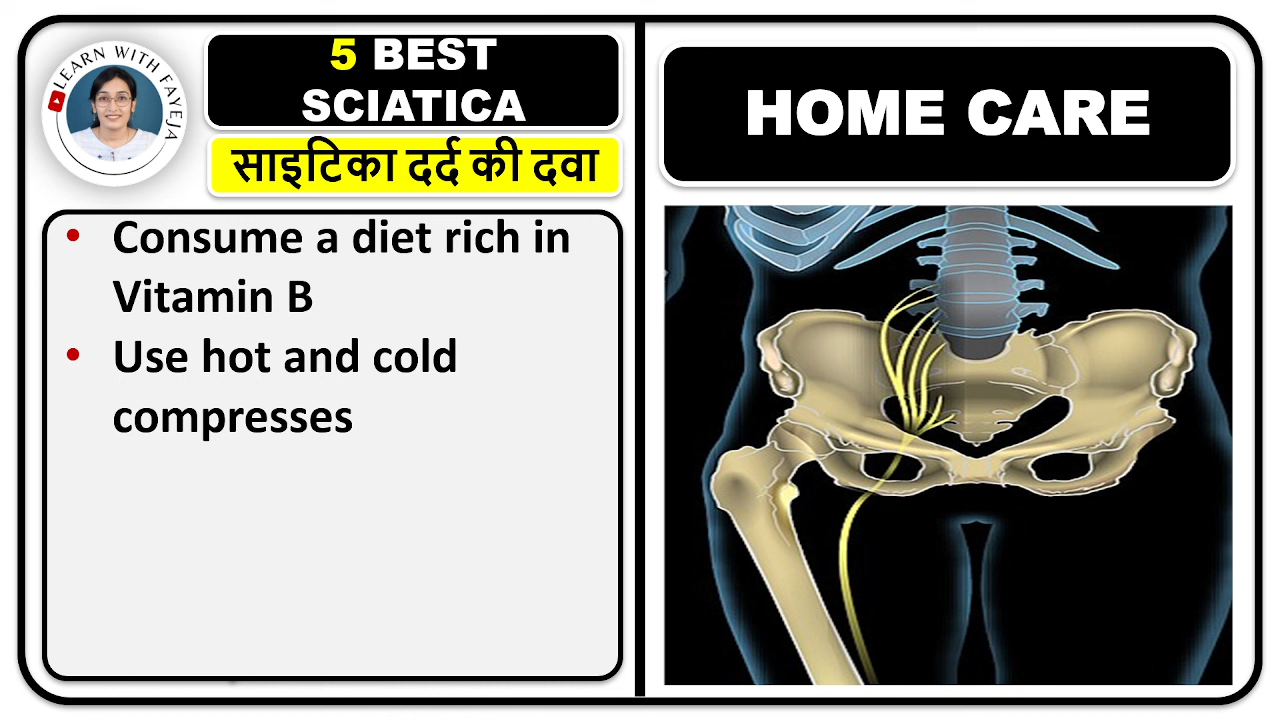 LEARN WITH FAYEJA
5 BEST
SCIATICA
साइटिका दर्द की दवा
• Consume a diet rich in
Vitamin B
• Use hot and cold
compresses
HOME CARE